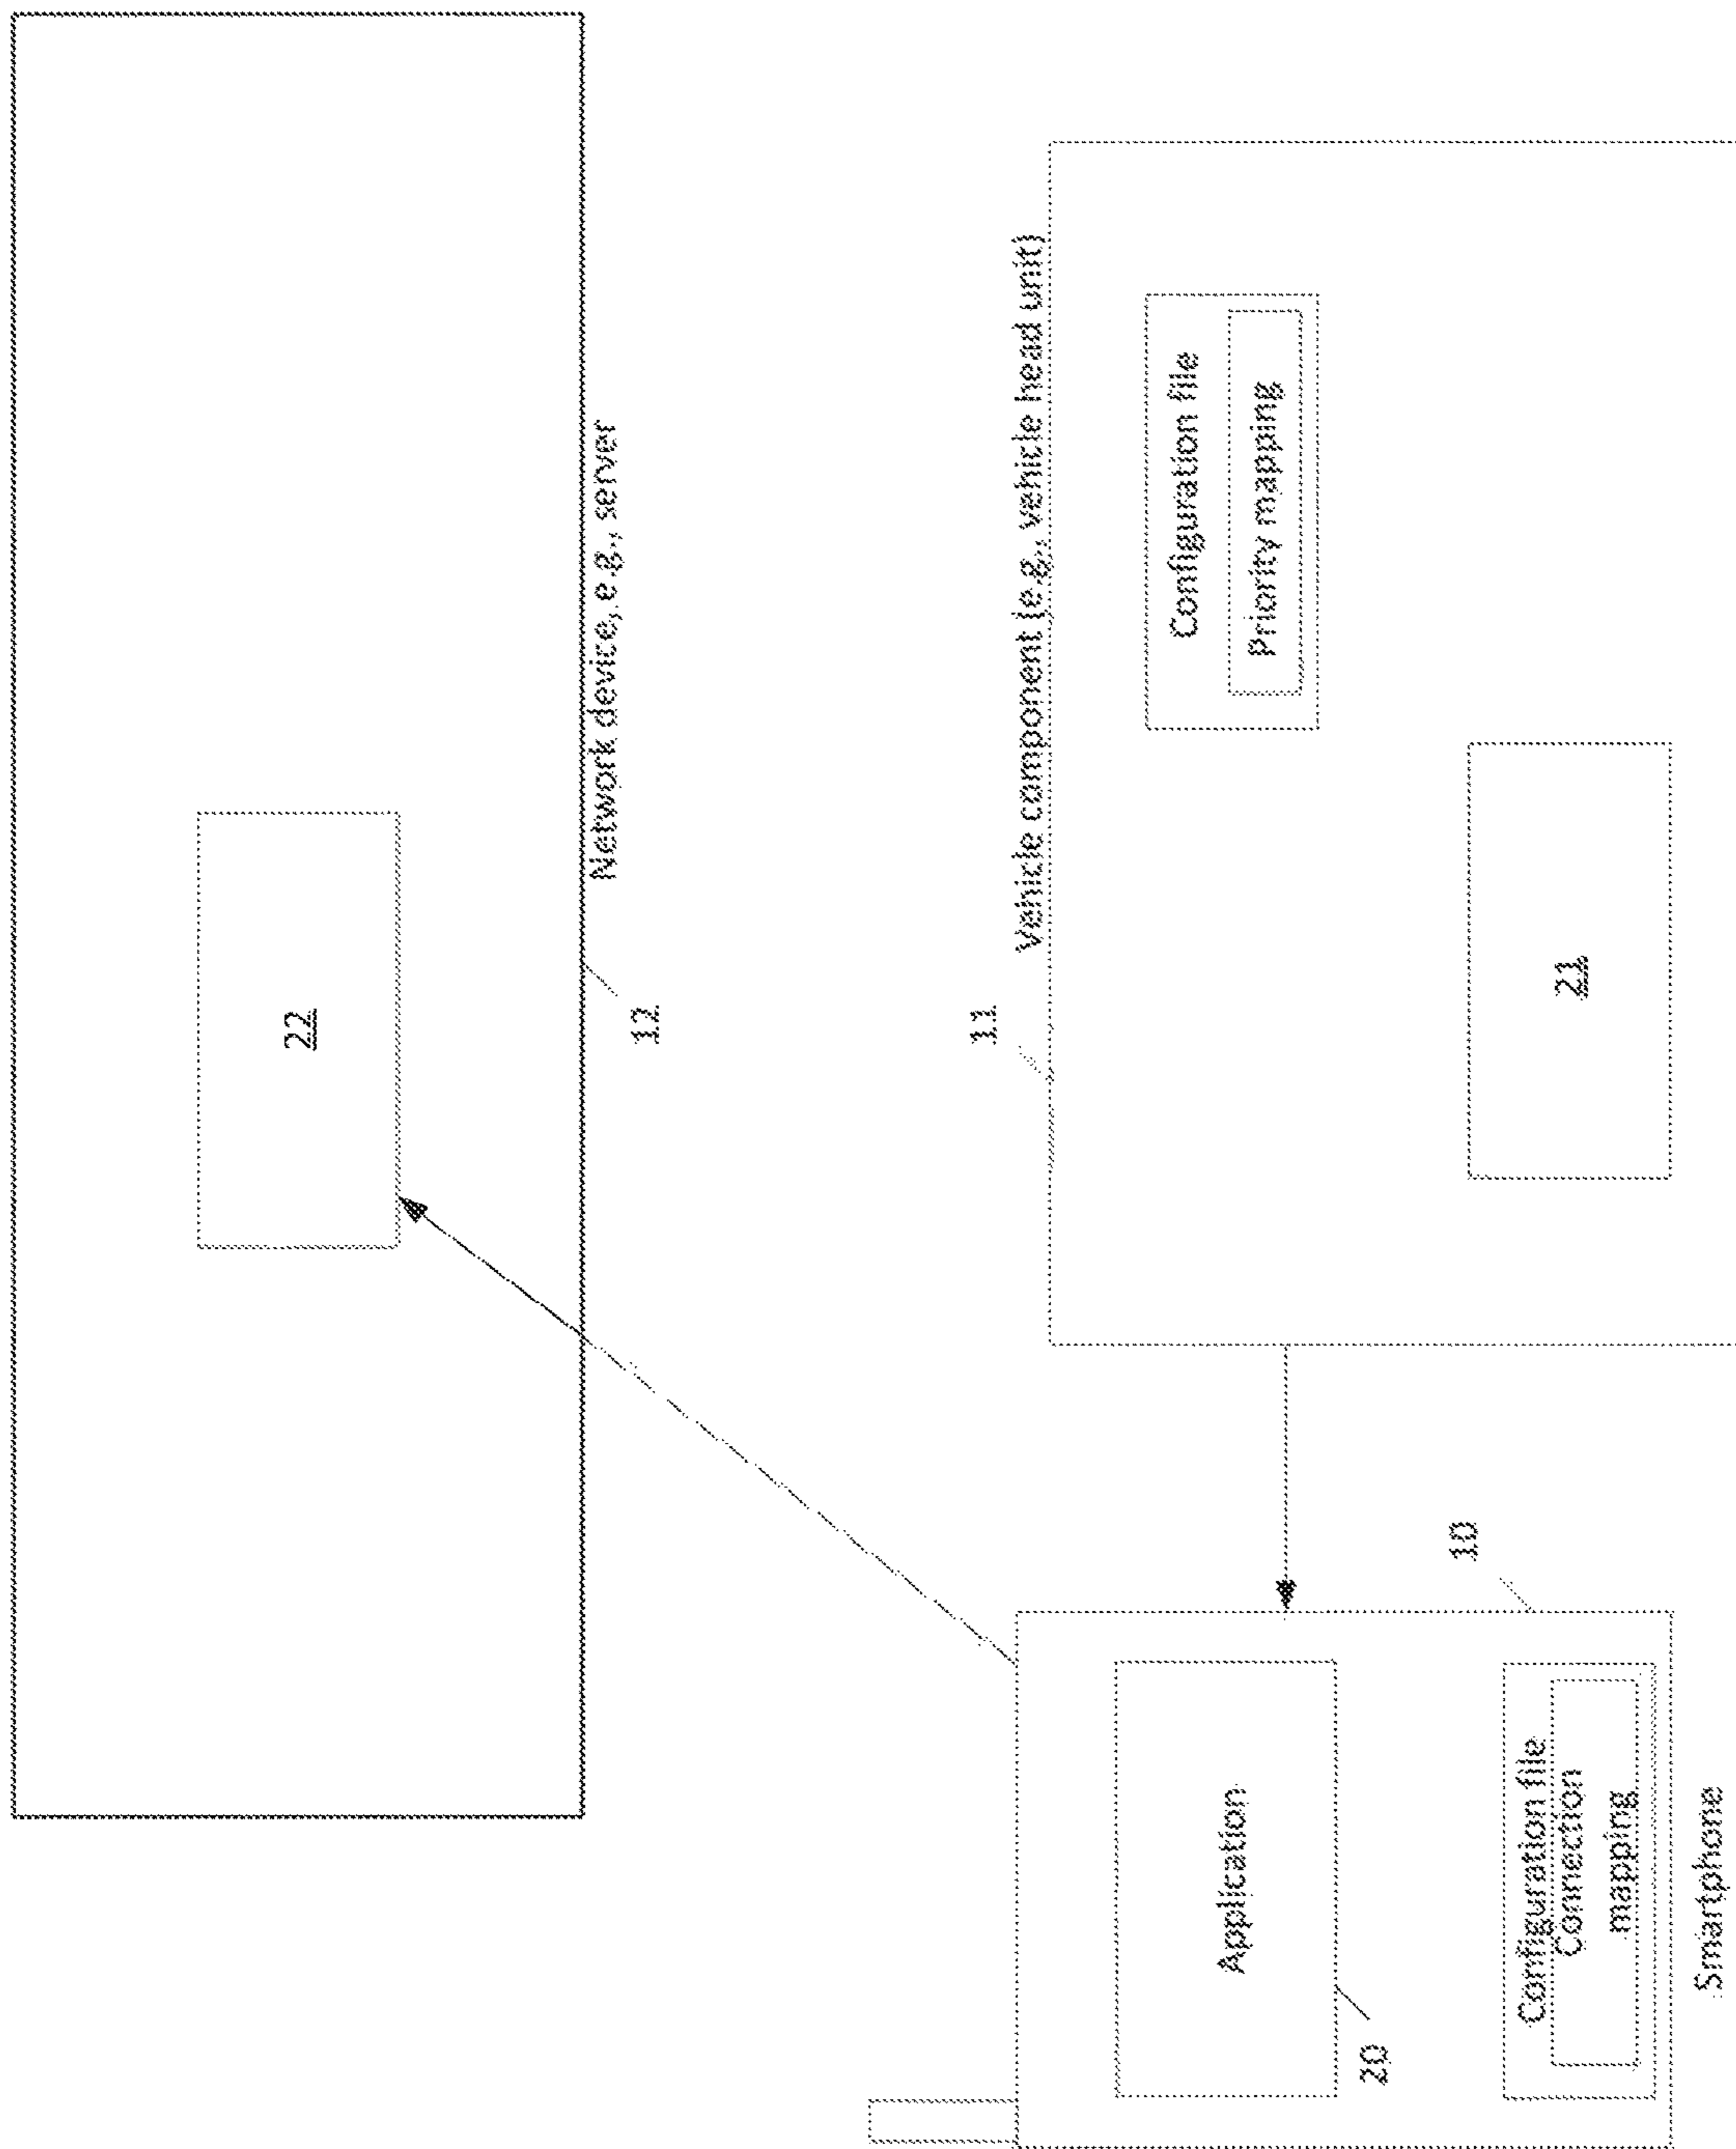 22
Network device, e.g., server
12
11
Vehicle component (e.g., vehicle head unit)
Configuration file
Priority mapping
Application
20
10
Configuration file
Connection
mapping
21
Smartphone